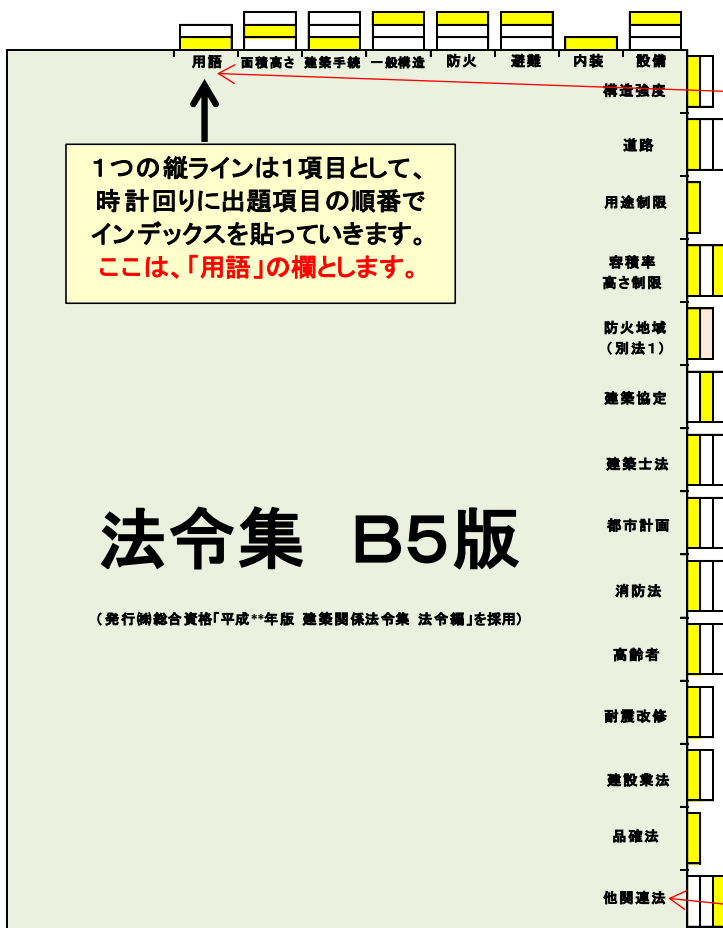 用語 面積高さ 建築手続 一般構造 防火 避難 内装 設備
構造強度
道路
用途制限
容積率
高さ制限
防火地域
(別法1)
建築協定
建築士法
都市計画
消防法
高齢者
耐震改修
建設業法
品確法
他関連法
1つの縦ラインは1項目として、
時計回りに出題項目の順番で
インデックスを貼っていきます。
ここは、「用語」の欄とします。
法令集 B5版
(発行㈱総合資格「平成**年版 建築関係法令集 法令編」を採用)